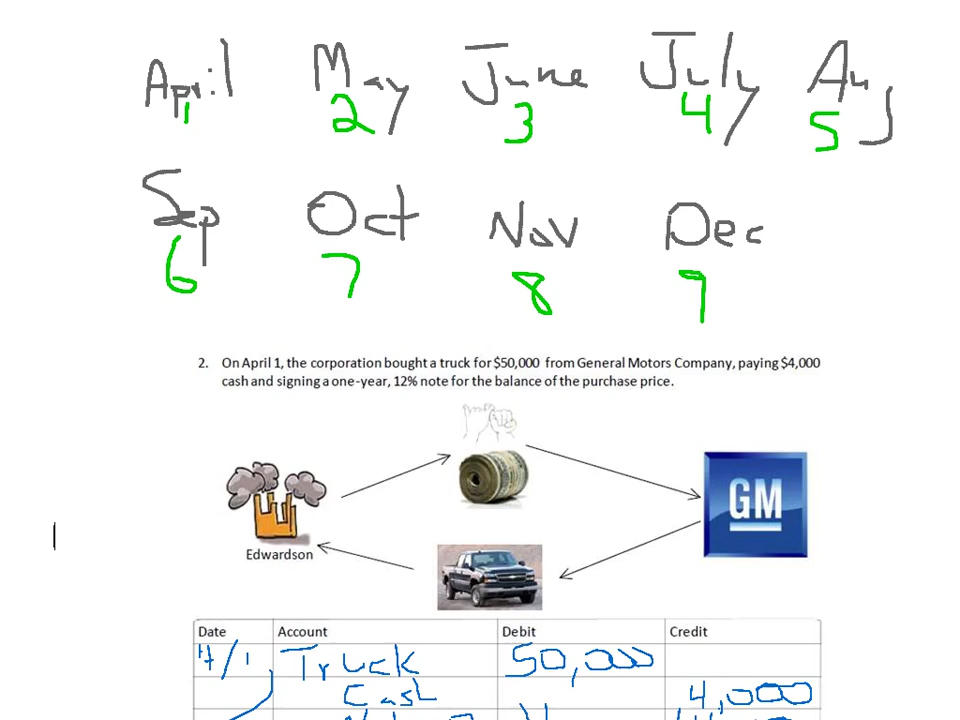 April May June July Aug
1 2 3 4 5
Sep Oct Nov Dec
6 7 8 9
2. On April 1, the corporation bought a truck for $50,000 from General Motors Company, paying $4,000
cash and signing a one-year, 12% note for the balance of the purchase price.
GM
Edwardson
Date Account Debit Credit
4/1 Truck 50,000
Cash 4,000